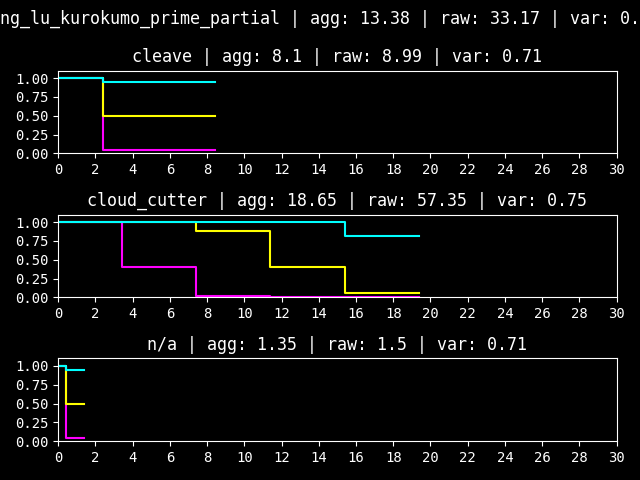 ng_lu_kurokumo_prime_partial | agg: 13.38 | raw: 33.17 | var: 0.
cleave | agg: 8.1 | raw: 8.99 | var: 0.71
1.00
0.75
0.50
0.25
0.00
0 2 4 6 8 10 12 14 16 18 20 22 24 26 28 30
cloud_cutter | agg: 18.65 | raw: 57.35 | var: 0.75
1.00
0.75
0.50
0.25
0.00
0 2 4 6 8 10 12 14 16 18 20 22 24 26 28 30
n/a | agg: 1.35 | raw: 1.5 | var: 0.71
1.00
0.75
0.50
0.25
0.00
0 2 4 6 8 10 12 14 16 18 20 22 24 26 28 30